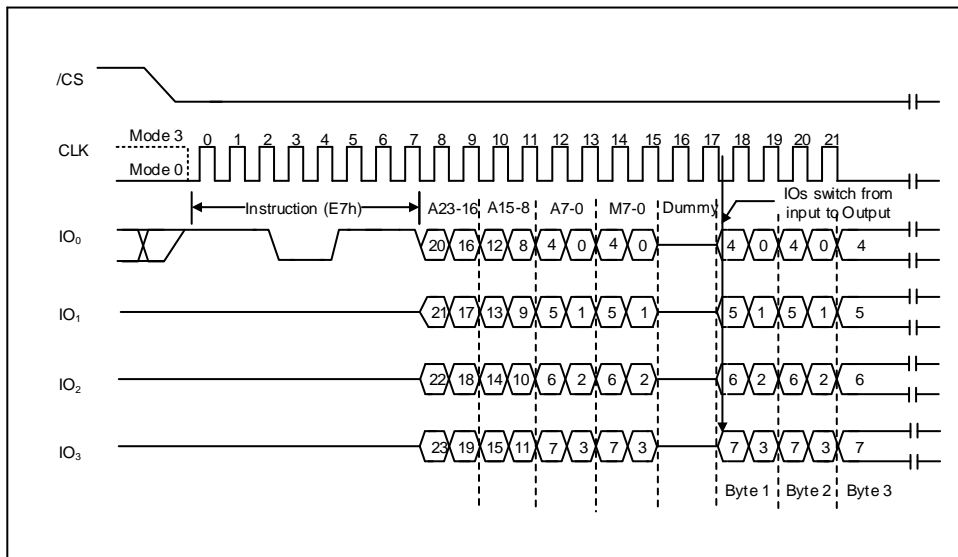 /CS
Mode 3
CLK
0 1 2 3 4 5 6 7 8 9 10 11 12 13 14 15 16 17 18 19 20 21
Mode 0
Instruction (E7h)
A23-16 A15-8 A7-0 M7-0 Dummy
IOs switch from
input to Output
IO0
20 16 12 8 4 0 4 0 4 0 4 0 4
IO1
21 17 13 9 5 1 5 1 5 1 5 1 5
IO2
22 18 14 10 6 2 6 2 6 2 6 2 6
IO3
23 19 15 11 7 3 7 3 7 3 7 3 7
Byte 1 Byte 2 Byte 3